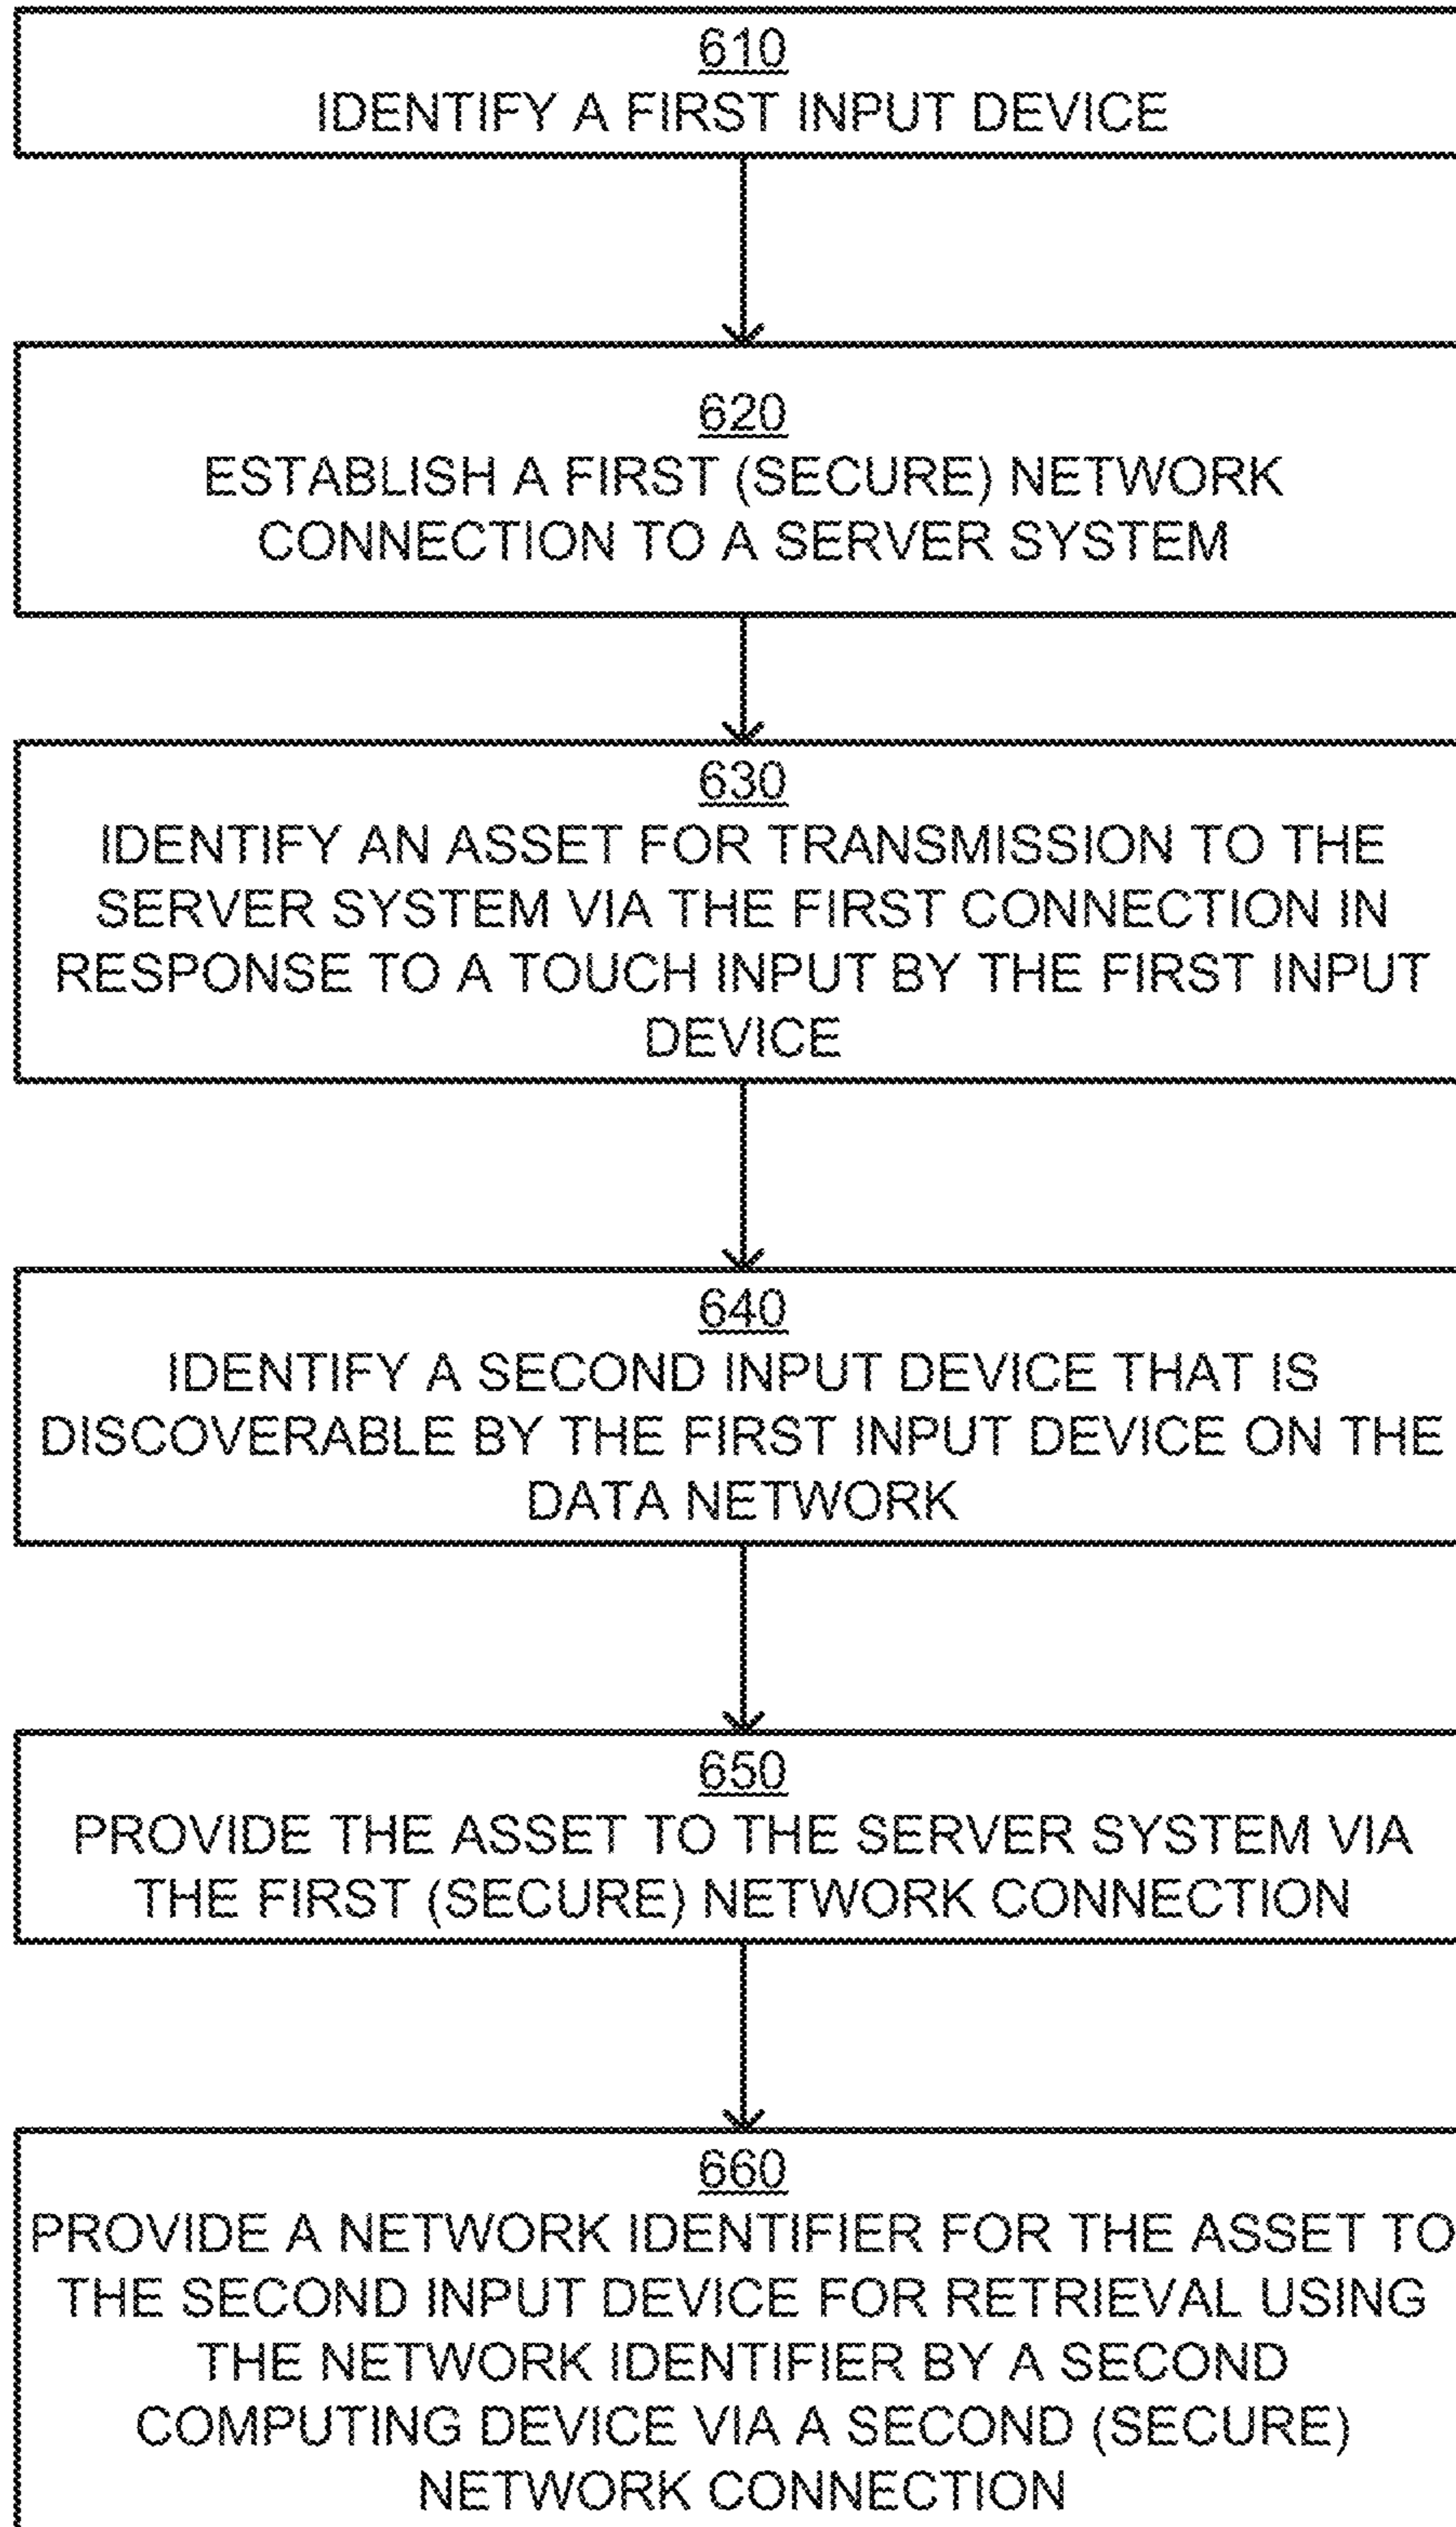 610
IDENTIFY A FIRST INPUT DEVICE
620
ESTABLISH A FIRST (SECURE) NETWORK
CONNECTION TO A SERVER SYSTEM
630
IDENTIFY AN ASSET FOR TRANSMISSION TO THE
SERVER SYSTEM VIA THE FIRST CONNECTION IN
RESPONSE TO A TOUCH INPUT BY THE FIRST INPUT
DEVICE
640
IDENTIFY A SECOND INPUT DEVICE THAT IS
DISCOVERABLE BY THE FIRST INPUT DEVICE ON THE
DATA NETWORK
650
PROVIDE THE ASSET TO THE SERVER SYSTEM VIA
THE FIRST (SECURE) NETWORK CONNECTION
660
PROVIDE A NETWORK IDENTIFIER FOR THE ASSET TO
THE SECOND INPUT DEVICE FOR RETRIEVAL USING
THE NETWORK IDENTIFIER BY A SECOND
COMPUTING DEVICE VIA A SECOND (SECURE)
NETWORK CONNECTION